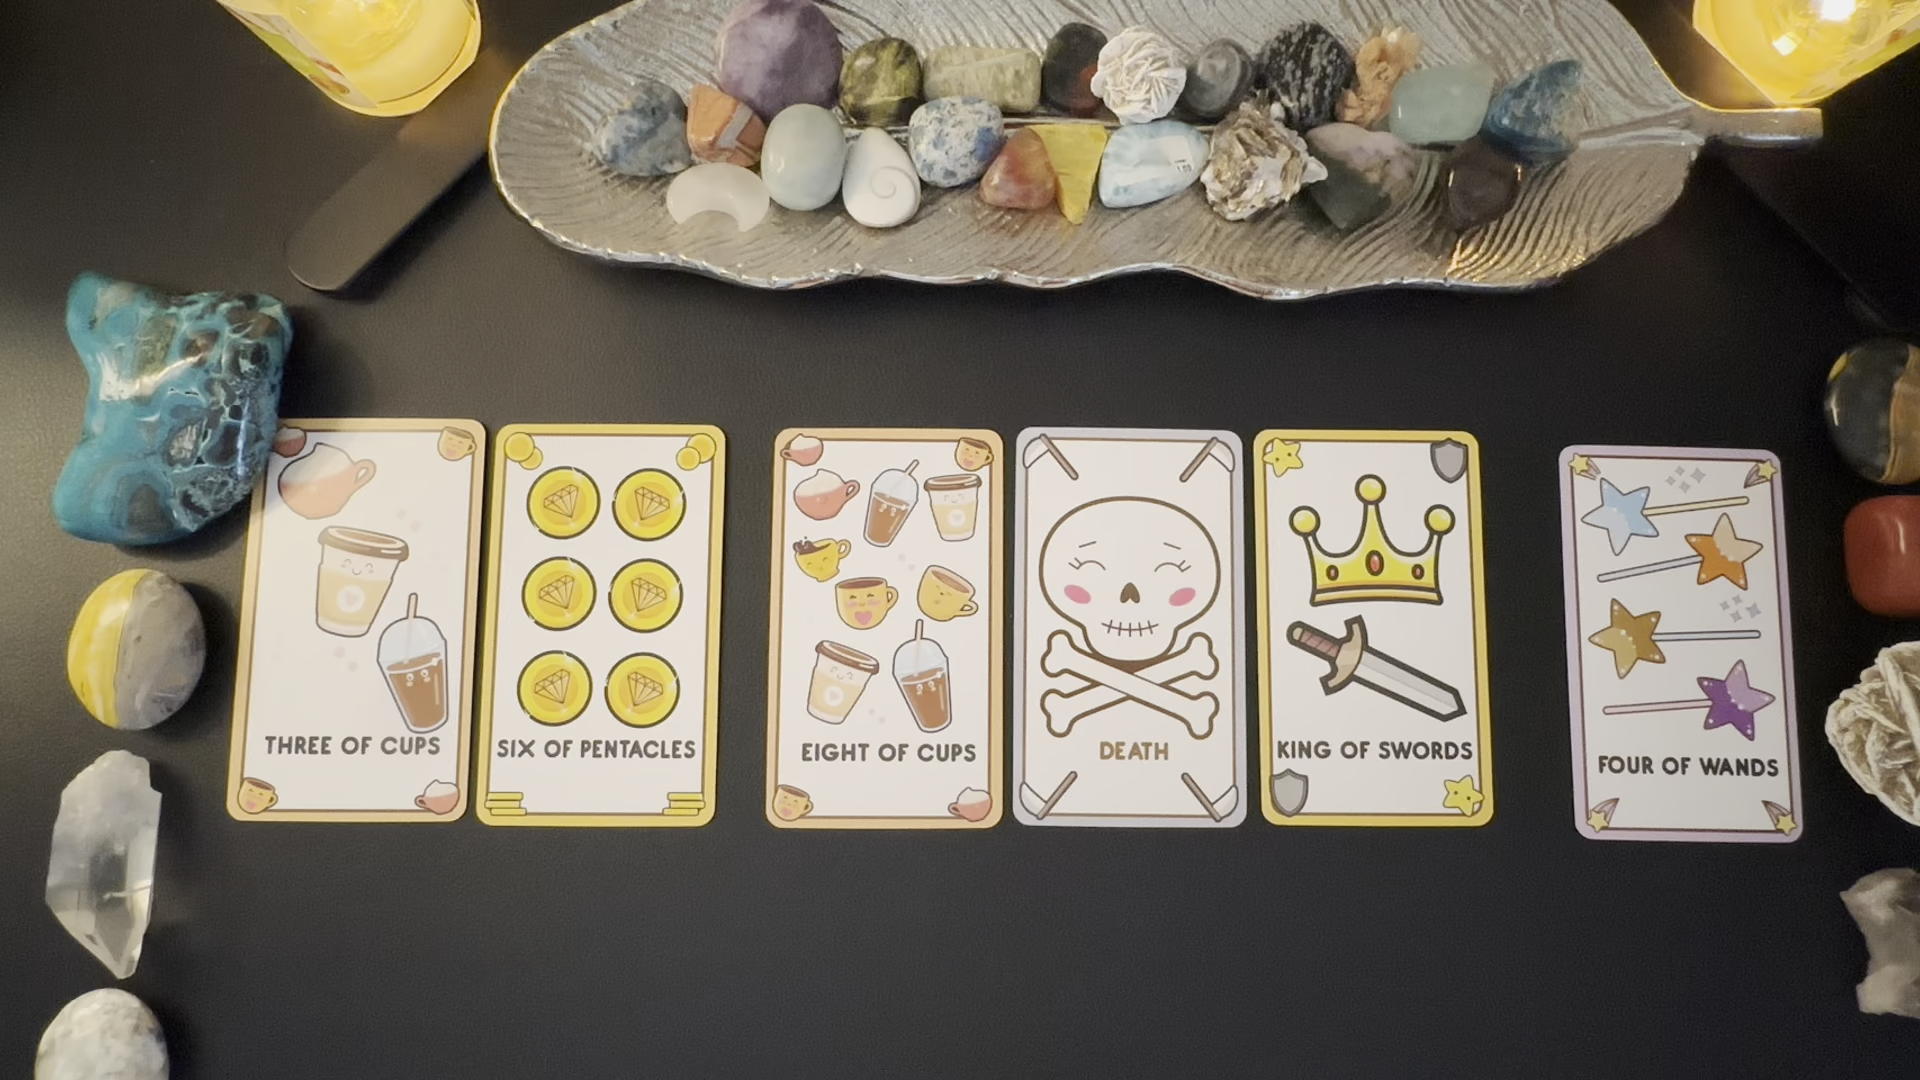 THREE OF CUPS
SIX OF PENTACLES
EIGHT OF CUPS
DEATH
KING OF SWORDS
FOUR OF WANDS